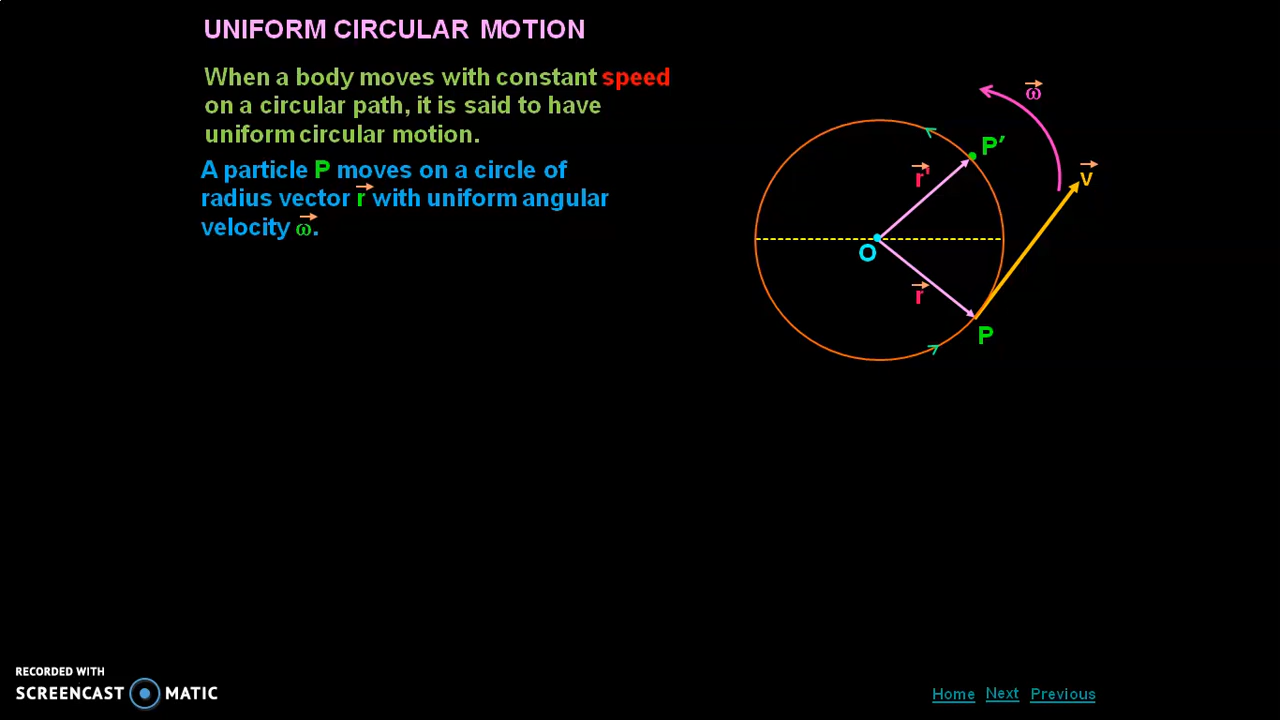 UNIFORM CIRCULAR MOTION
When a body moves with constant speed
on a circular path, it is said to have
uniform circular motion.
A particle P moves on a circle of
radius vector r⃗ with uniform angular
velocity ω⃗.
ω⃗
P′
r⃗'
v⃗
O
r⃗
P
RECORDED WITH
SCREENCAST MATIC
Home Next Previous